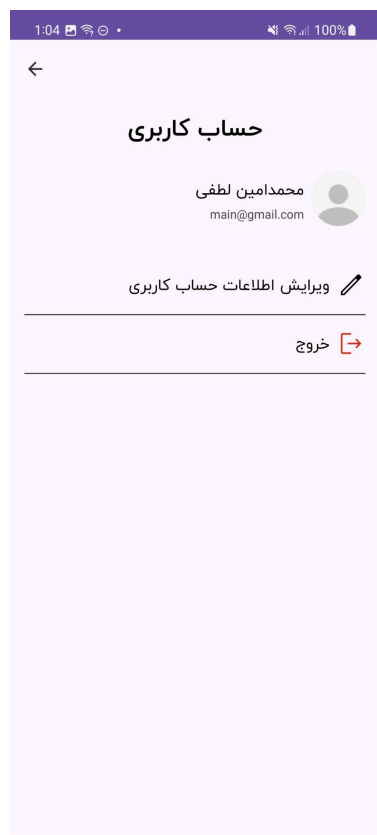 1:04 100%
حساب کاربری
محمدامین لطفی
main@gmail.com
ویرایش اطلاعات حساب کاربری
خروج